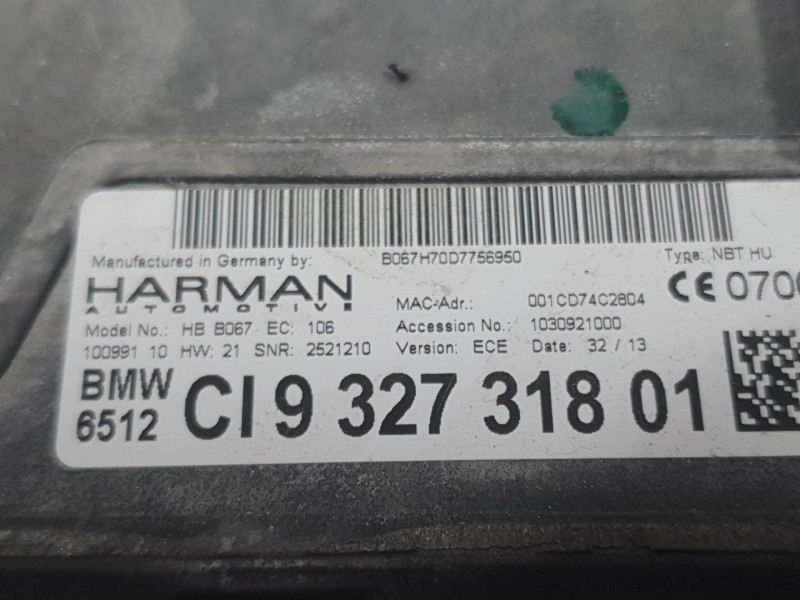 B067H70D7756950
Manufactured in Germany by:
Type: NBT HU
HARMAN
AUTOMOTIVE
MAC-Adr.: 001CD74C2804
CE 0700
Model No.: HB B067 EC: 106
Accession No.: 1030921000
100991 10 HW: 21 SNR: 2521210
Version: ECE Date: 32 / 13
BMW
6512
CI 9 327 318 01